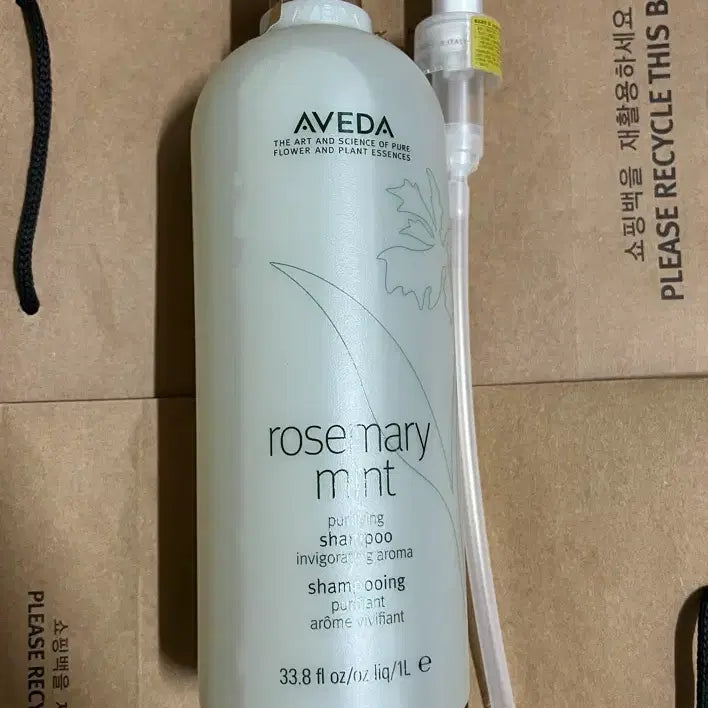 AVEDA
THE ART AND SCIENCE OF PURE
FLOWER AND PLANT ESSENCES
rosemary
mint
purifying
shampoo
invigorating aroma
shampooing
purifiant
arôme vivifiant
33.8 fl oz/oz liq/1L e
쇼핑백을 재활용하세요
PLEASE RECYCLE THIS B
쇼핑백을
PLEASE REC